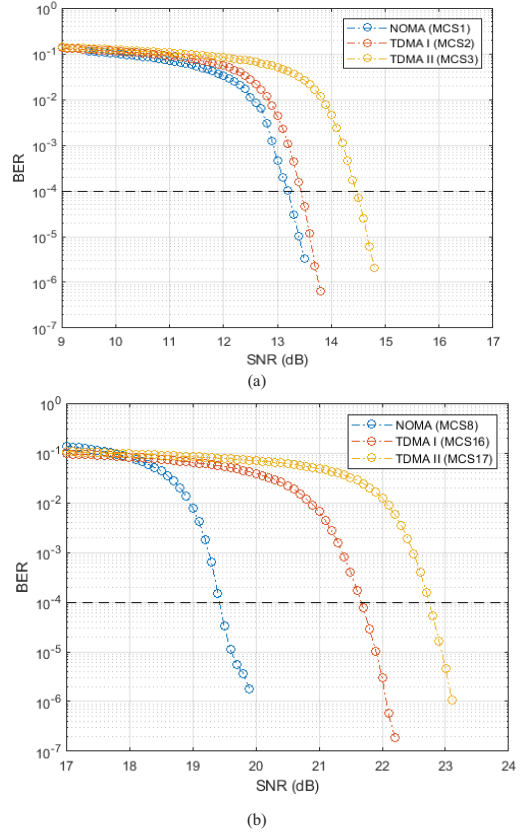 10^0
10^-1
10^-2
10^-3
10^-4
10^-5
10^-6
10^-7
BER
NOMA (MCS1)
TDMA I (MCS2)
TDMA II (MCS3)
9 10 11 12 13 14 15 16 17
SNR (dB)
(a)
10^0
10^-1
10^-2
10^-3
10^-4
10^-5
10^-6
10^-7
BER
NOMA (MCS8)
TDMA I (MCS16)
TDMA II (MCS17)
17 18 19 20 21 22 23 24
SNR (dB)
(b)